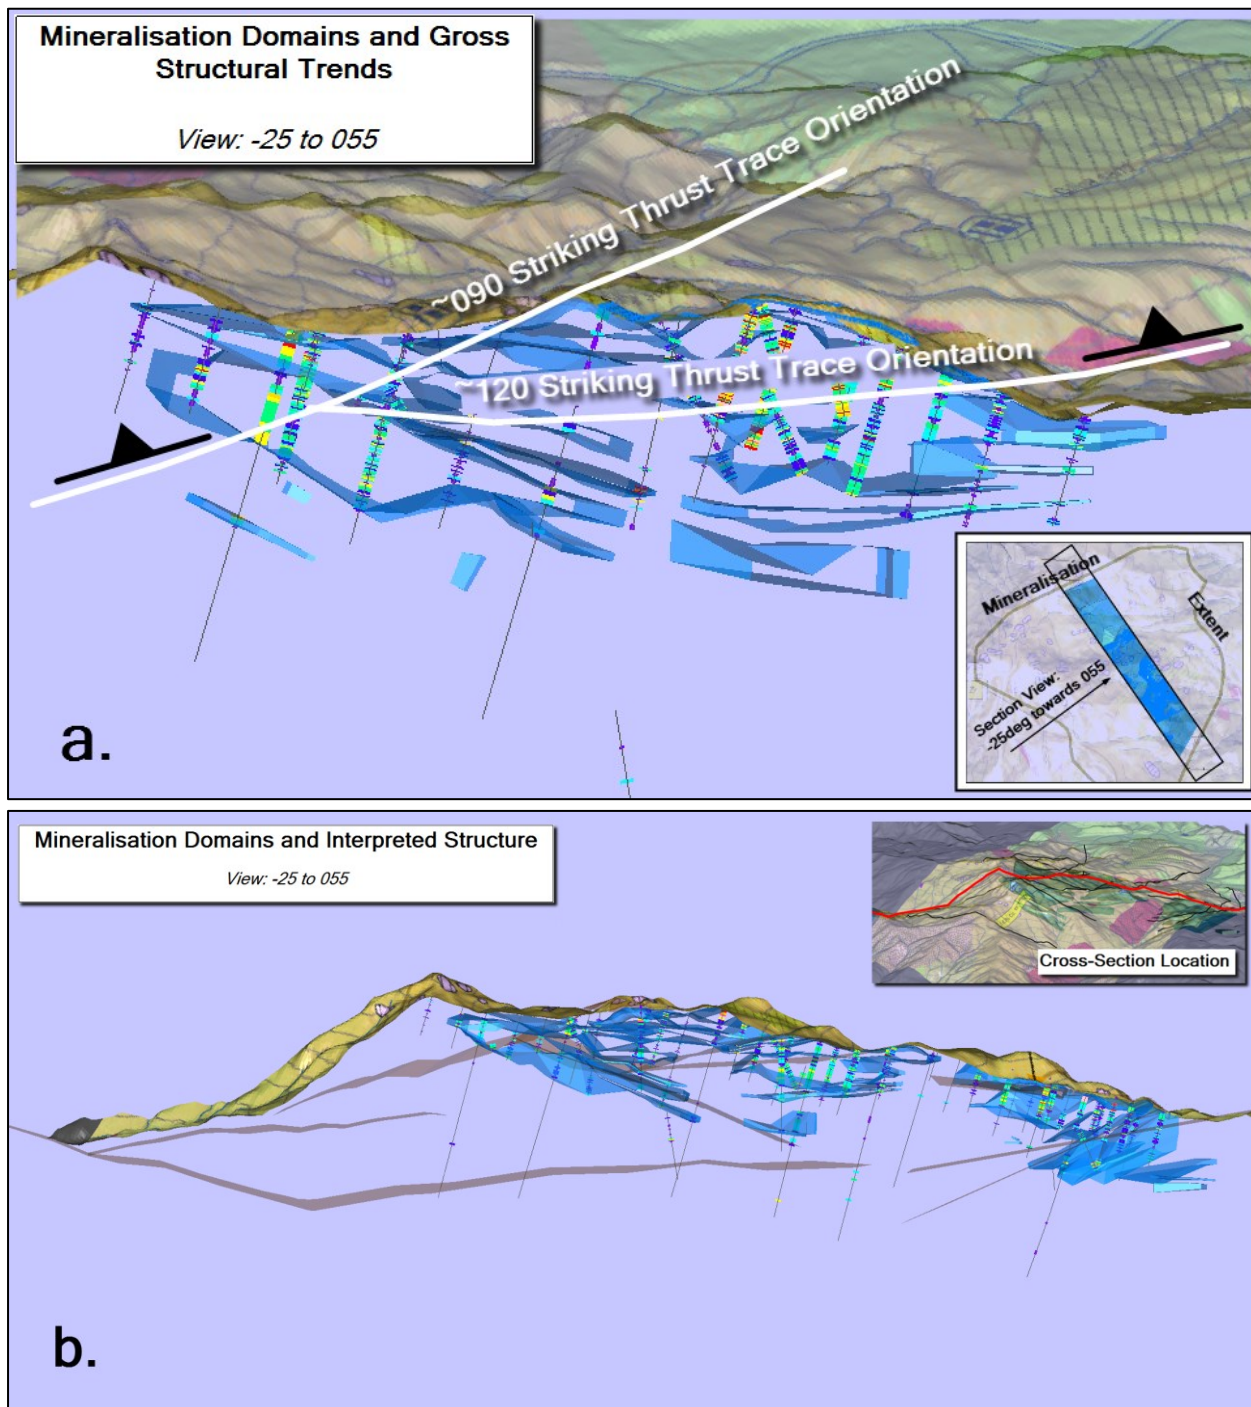 Mineralisation Domains and Gross
Structural Trends
View: -25 to 055
~090 Striking Thrust Trace Orientation
~120 Striking Thrust Trace Orientation
Mineralisation
Extent
Section View:
-25deg towards 055
a.
Mineralisation Domains and Interpreted Structure
View: -25 to 055
Cross-Section Location
b.